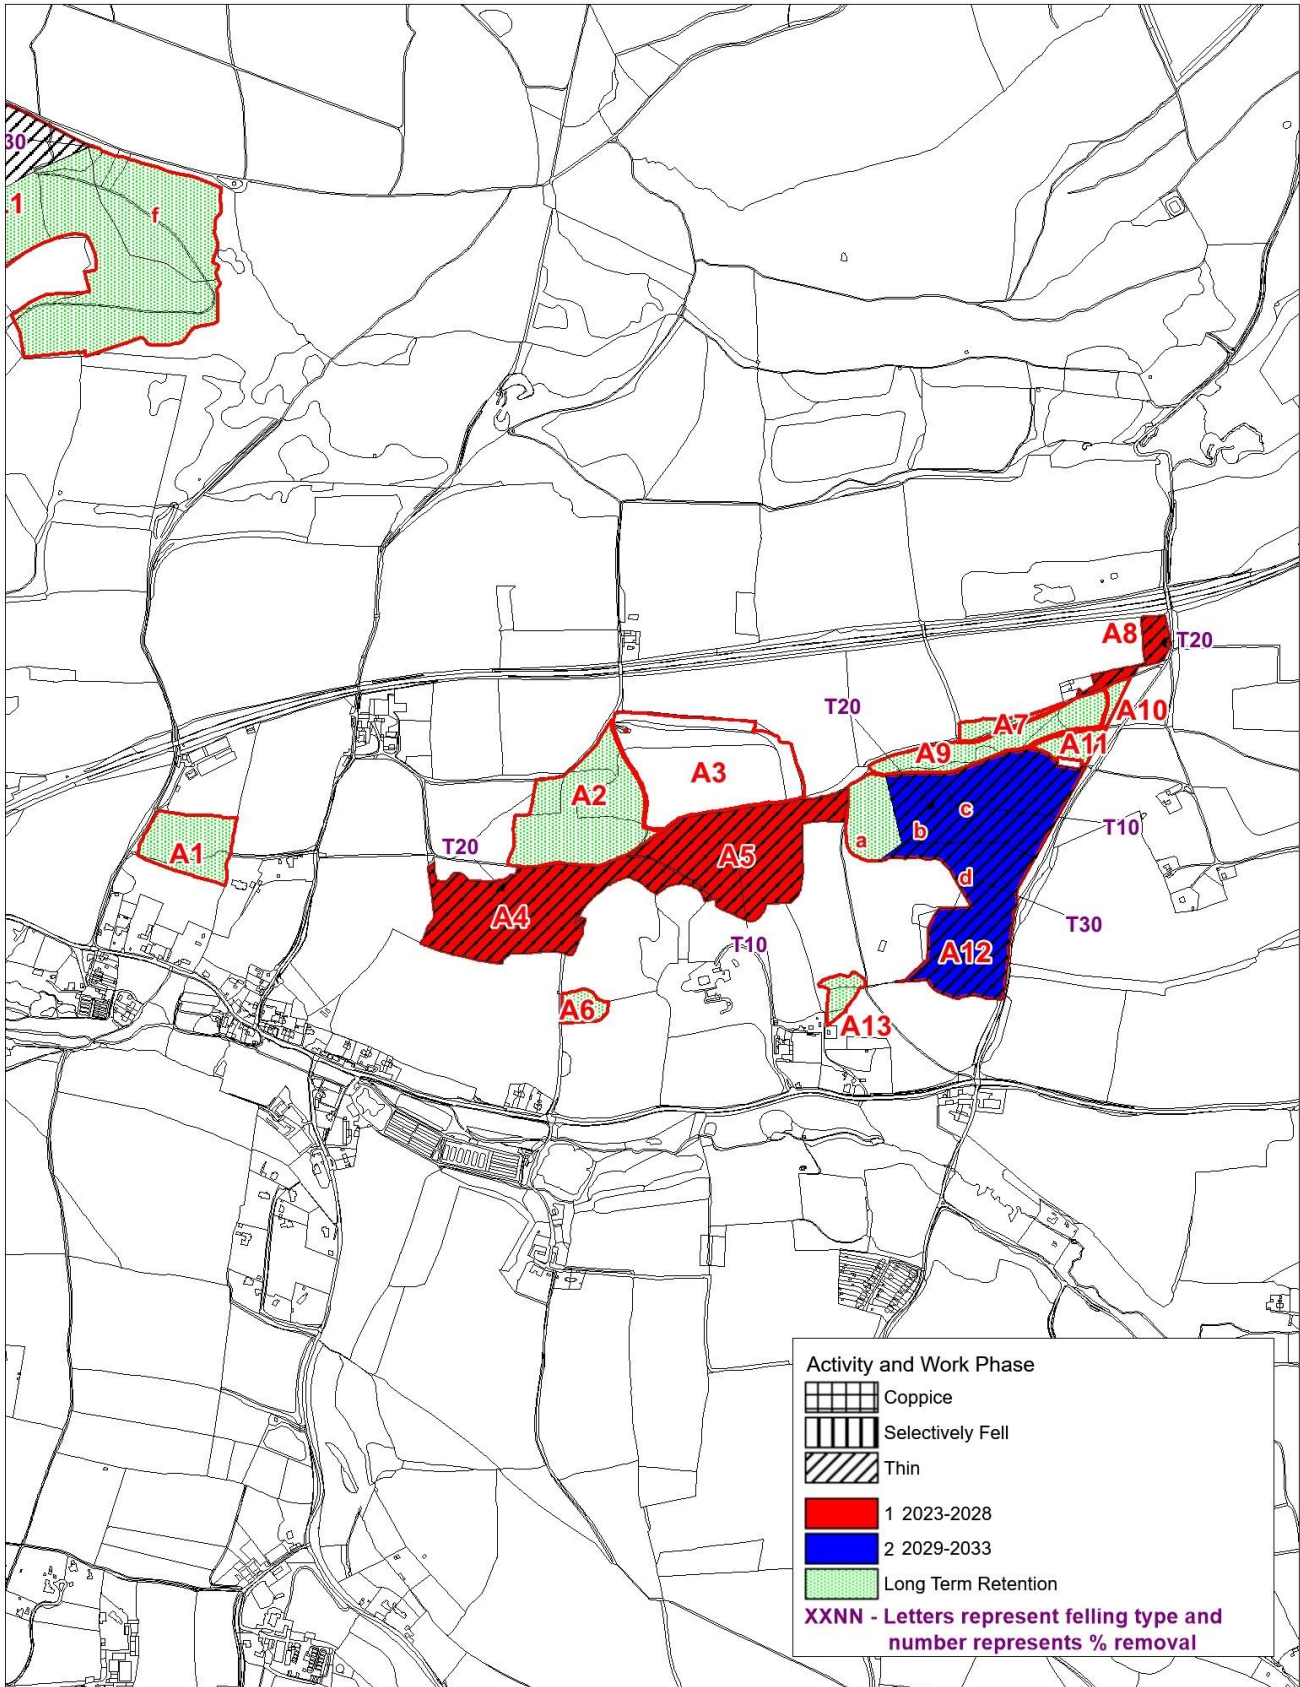 30
.1
f
A8
T20
A7
A10
T20
A11
A9
A3
A2
c
T10
b
a
A1
T20
A5
d
A4
T30
T10
A12
A6
A13
Activity and Work Phase
Coppice
Selectively Fell
Thin
1 2023-2028
2 2029-2033
Long Term Retention
XXNN - Letters represent felling type and
number represents % removal